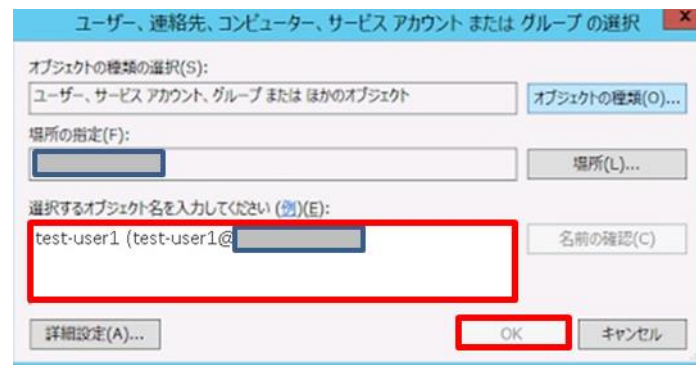 ユーザー、連絡先、コンピューター、サービス アカウント または グループ の選択
x
オブジェクトの種類の選択(S):
ユーザー、サービス アカウント、グループ または ほかのオブジェクト
オブジェクトの種類(O)...
場所の指定(F):
場所(L)...
選択するオブジェクト名を入力してください (例)(E):
test-user1 (test-user1@
名前の確認(C)
詳細設定(A)...
OK
キャンセル